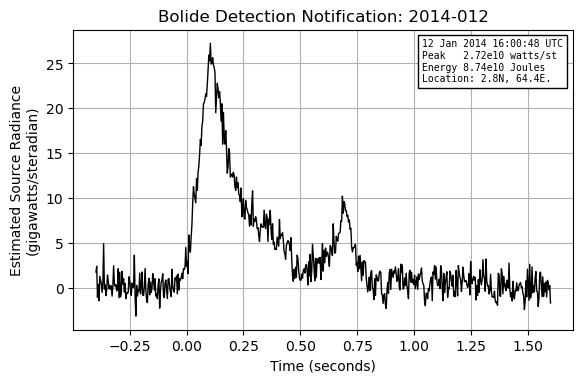 Bolide Detection Notification: 2014-012
12 Jan 2014 16:00:48 UTC
Peak   2.72e10 watts/st
Energy 8.74e10 Joules
Location: 2.8N, 64.4E.
Estimated Source Radiance
(gigawatts/steradian)
25
20
15
10
5
0
−0.25 0.00 0.25 0.50 0.75 1.00 1.25 1.50
Time (seconds)